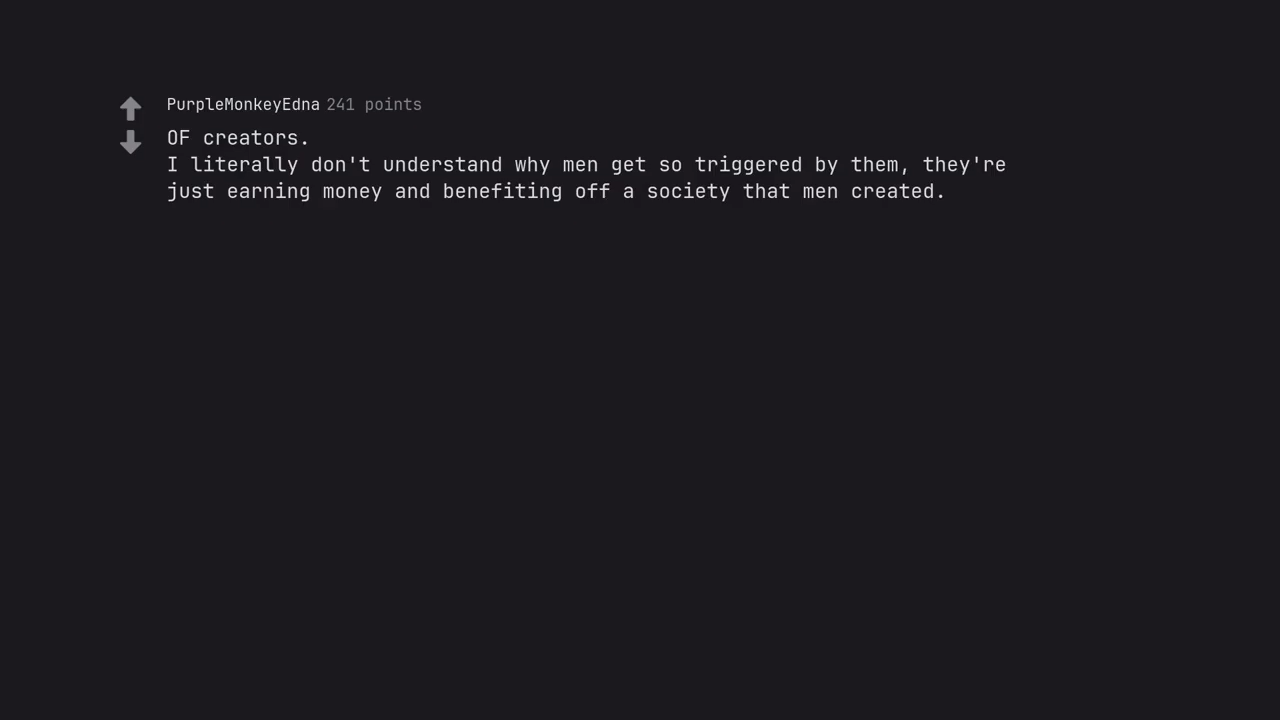 PurpleMonkeyEdna 241 points
OF creators.
I literally don't understand why men get so triggered by them, they're
just earning money and benefiting off a society that men created.